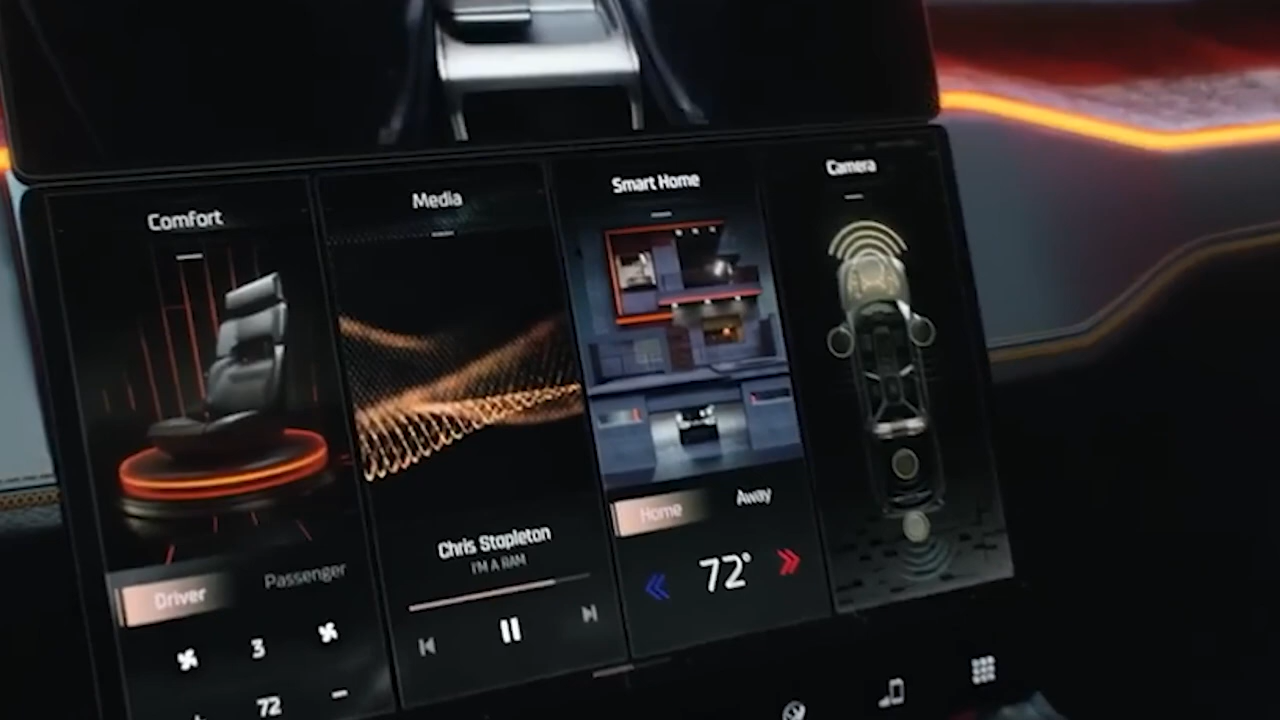 Comfort
Driver
Passenger
3
72
Media
Chris Stapleton
I'M A RAM
Smart Home
Home
Away
72°
Camera